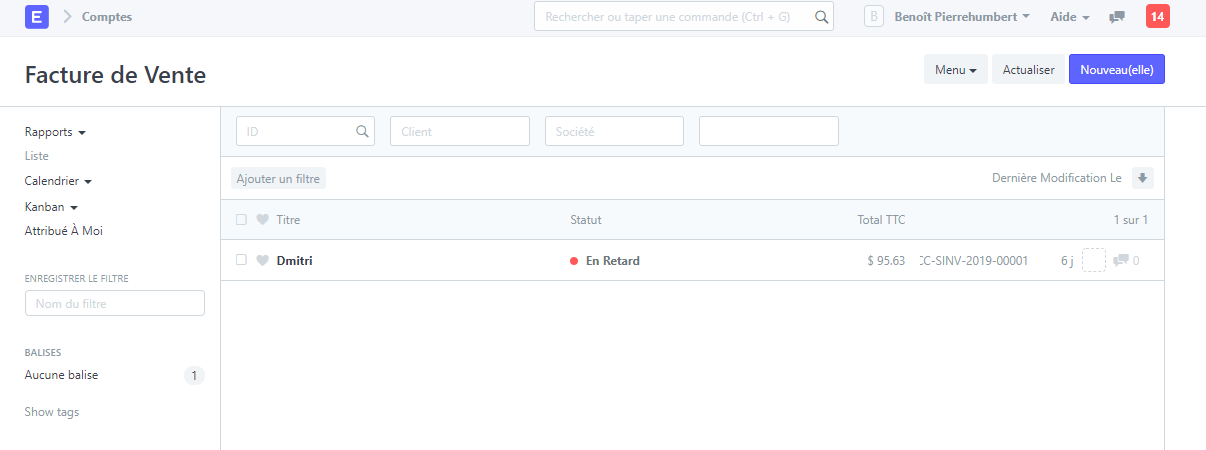 E Comptes Rechercher ou taper une commande (Ctrl + G) B Benoît Pierrehumbert Aide 14
Facture de Vente Menu Actualiser Nouveau(elle)
Rapports
Liste
Calendrier
Kanban
Attribué À Moi
ENREGISTRER LE FILTRE
Nom du filtre
BALISES
Aucune balise 1
Show tags
ID Client Société
Ajouter un filtre Dernière Modification Le
Titre Statut Total TTC 1 sur 1
Dmitri En Retard $ 95.63 CC-SINV-2019-00001 6 j 0